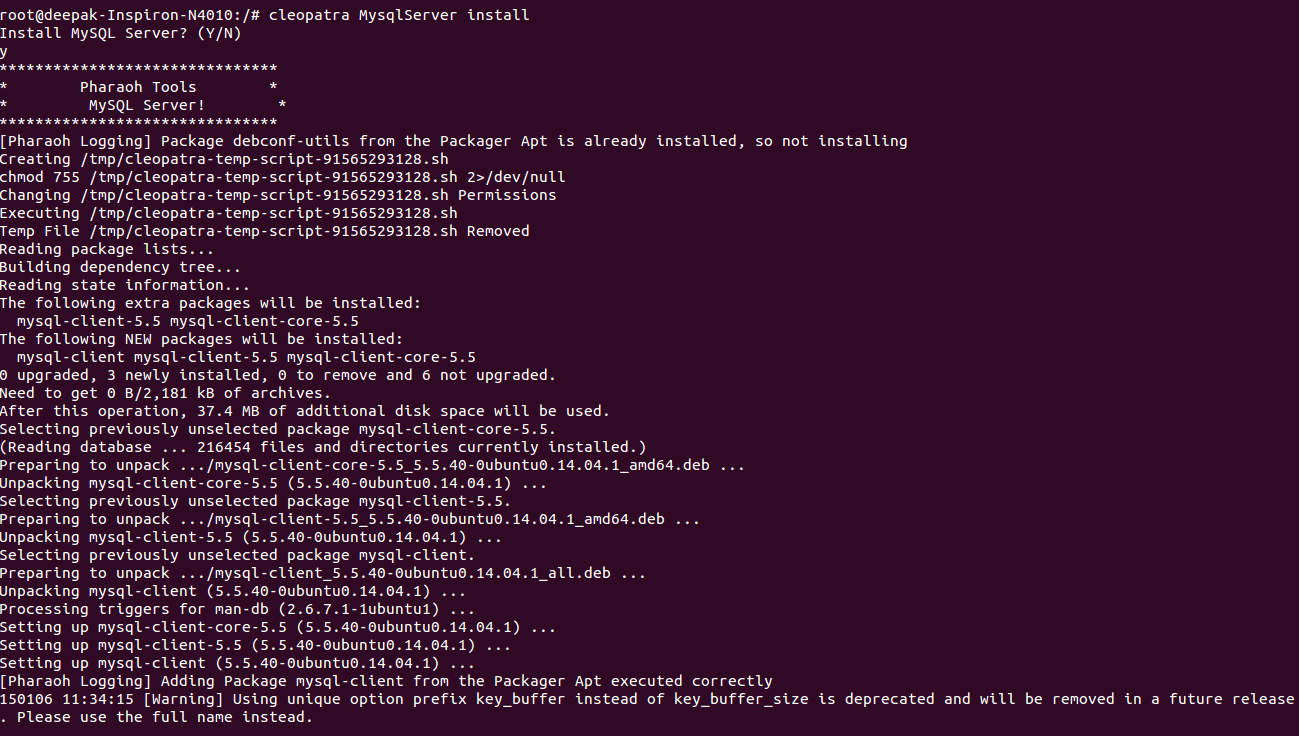 root@deepak-Inspiron-N4010:/# cleopatra MysqlServer install
Install MySQL Server? (Y/N)
y
*******************************
*        Pharaoh Tools        *
*         MySQL Server!        *
*******************************
[Pharaoh Logging] Package debconf-utils from the Packager Apt is already installed, so not installing
Creating /tmp/cleopatra-temp-script-91565293128.sh
chmod 755 /tmp/cleopatra-temp-script-91565293128.sh 2>/dev/null
Changing /tmp/cleopatra-temp-script-91565293128.sh Permissions
Executing /tmp/cleopatra-temp-script-91565293128.sh
Temp File /tmp/cleopatra-temp-script-91565293128.sh Removed
Reading package lists...
Building dependency tree...
Reading state information...
The following extra packages will be installed:
  mysql-client-5.5 mysql-client-core-5.5
The following NEW packages will be installed:
  mysql-client mysql-client-5.5 mysql-client-core-5.5
0 upgraded, 3 newly installed, 0 to remove and 6 not upgraded.
Need to get 0 B/2,181 kB of archives.
After this operation, 37.4 MB of additional disk space will be used.
Selecting previously unselected package mysql-client-core-5.5.
(Reading database ... 216454 files and directories currently installed.)
Preparing to unpack .../mysql-client-core-5.5_5.5.40-0ubuntu0.14.04.1_amd64.deb ...
Unpacking mysql-client-core-5.5 (5.5.40-0ubuntu0.14.04.1) ...
Selecting previously unselected package mysql-client-5.5.
Preparing to unpack .../mysql-client-5.5_5.5.40-0ubuntu0.14.04.1_amd64.deb ...
Unpacking mysql-client-5.5 (5.5.40-0ubuntu0.14.04.1) ...
Selecting previously unselected package mysql-client.
Preparing to unpack .../mysql-client_5.5.40-0ubuntu0.14.04.1_all.deb ...
Unpacking mysql-client (5.5.40-0ubuntu0.14.04.1) ...
Processing triggers for man-db (2.6.7.1-1ubuntu1) ...
Setting up mysql-client-core-5.5 (5.5.40-0ubuntu0.14.04.1) ...
Setting up mysql-client-5.5 (5.5.40-0ubuntu0.14.04.1) ...
Setting up mysql-client (5.5.40-0ubuntu0.14.04.1) ...
[Pharaoh Logging] Adding Package mysql-client from the Packager Apt executed correctly
150106 11:34:15 [Warning] Using unique option prefix key_buffer instead of key_buffer_size is deprecated and will be removed in a future release
. Please use the full name instead.